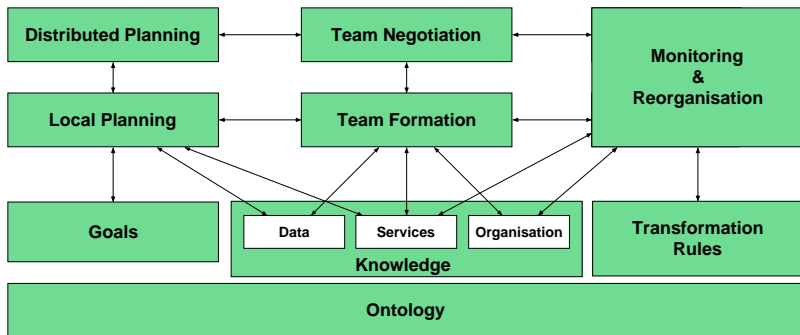 Distributed Planning
Team Negotiation
Monitoring
&
Reorganisation
Local Planning
Team Formation
Goals
Data
Services
Organisation
Knowledge
Transformation
Rules
Ontology